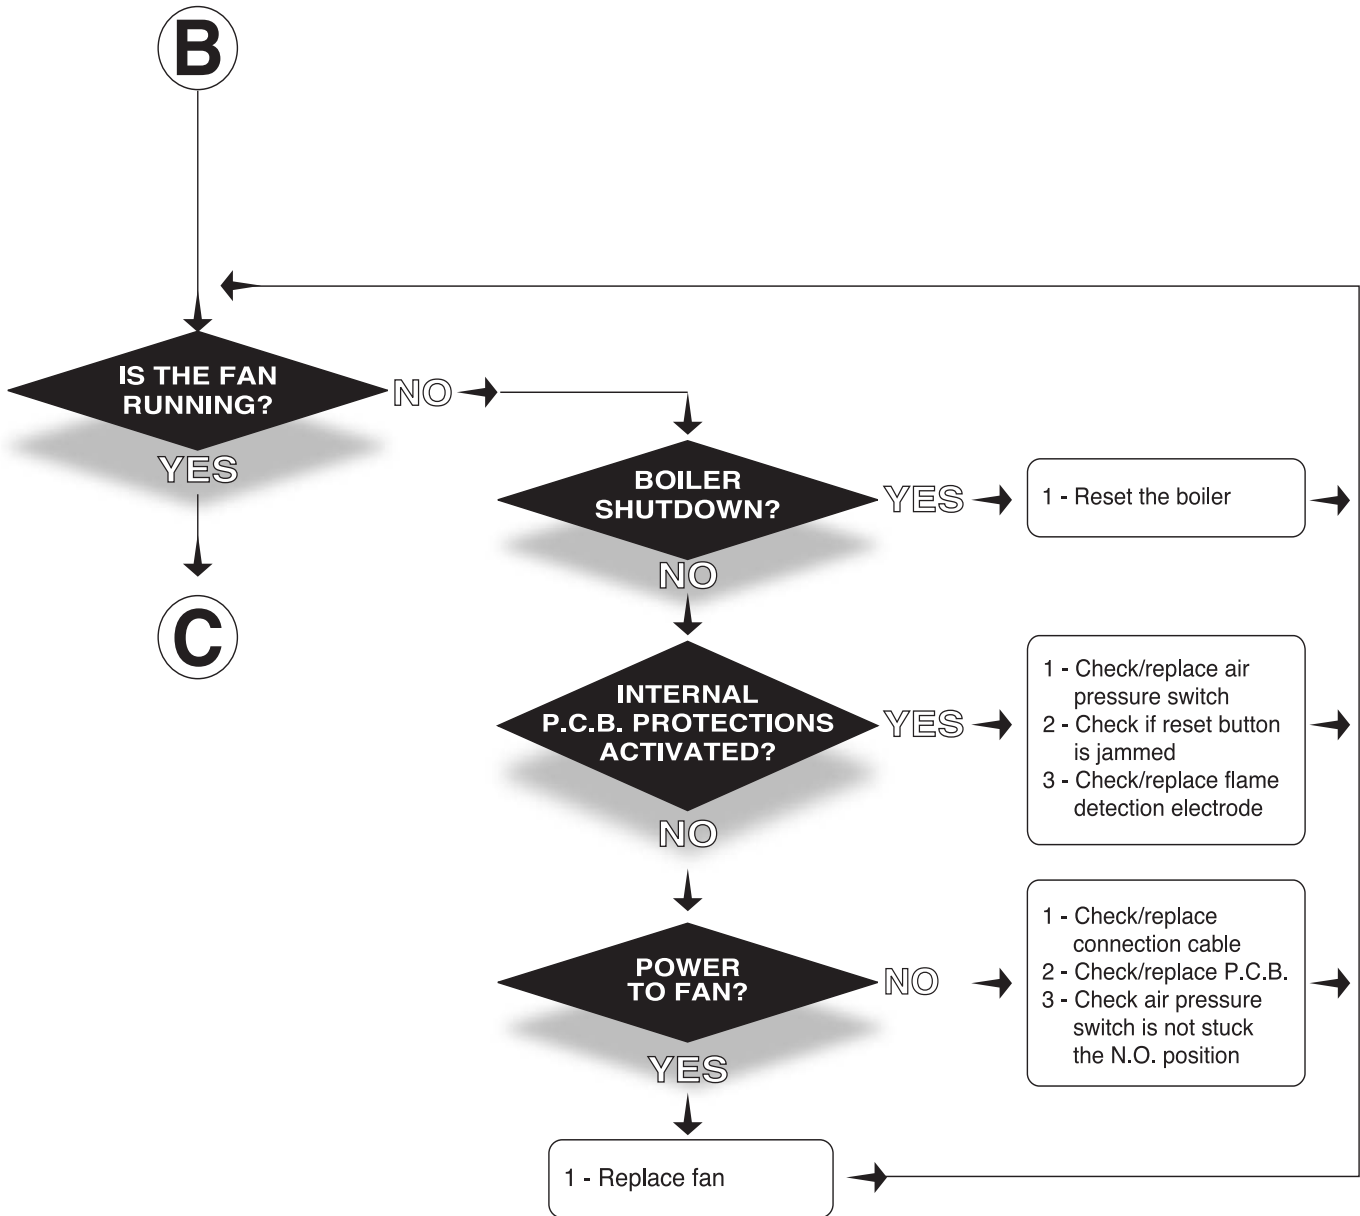 B
IS THE FAN
RUNNING?
NO
YES
C
BOILER
SHUTDOWN?
YES
1 - Reset the boiler
NO
INTERNAL
P.C.B. PROTECTIONS
ACTIVATED?
YES
1 - Check/replace air
pressure switch
2 - Check if reset button
is jammed
3 - Check/replace flame
detection electrode
NO
POWER
TO FAN?
NO
1 - Check/replace
connection cable
2 - Check/replace P.C.B.
3 - Check air pressure
switch is not stuck
the N.O. position
YES
1 - Replace fan